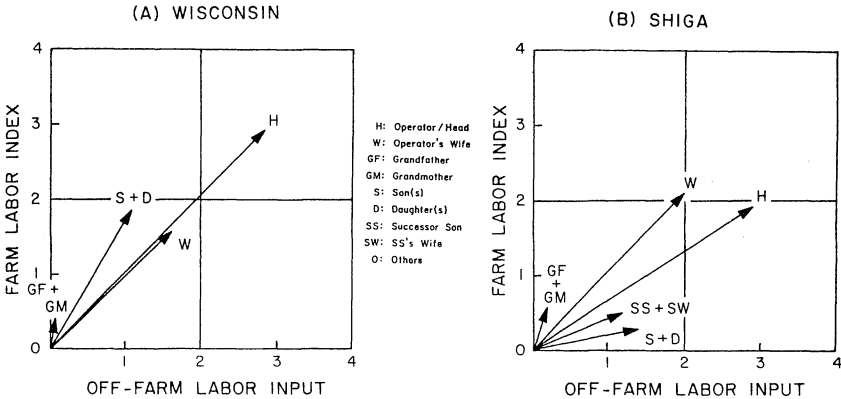 (A) WISCONSIN
4
3
2
1
0
FARM LABOR INDEX
H
S + D
W
GF +
GM
1
2
3
4
OFF-FARM LABOR INPUT
H: Operator/Head
W: Operator's Wife
GF: Grandfather
GM: Grandmother
S: Son(s)
D: Daughter(s)
SS: Successor Son
SW: SS's Wife
O: Others
(B) SHIGA
4
3
2
1
0
FARM LABOR INDEX
W
H
GF
+
GM
SS + SW
S + D
1
2
3
4
OFF-FARM LABOR INPUT